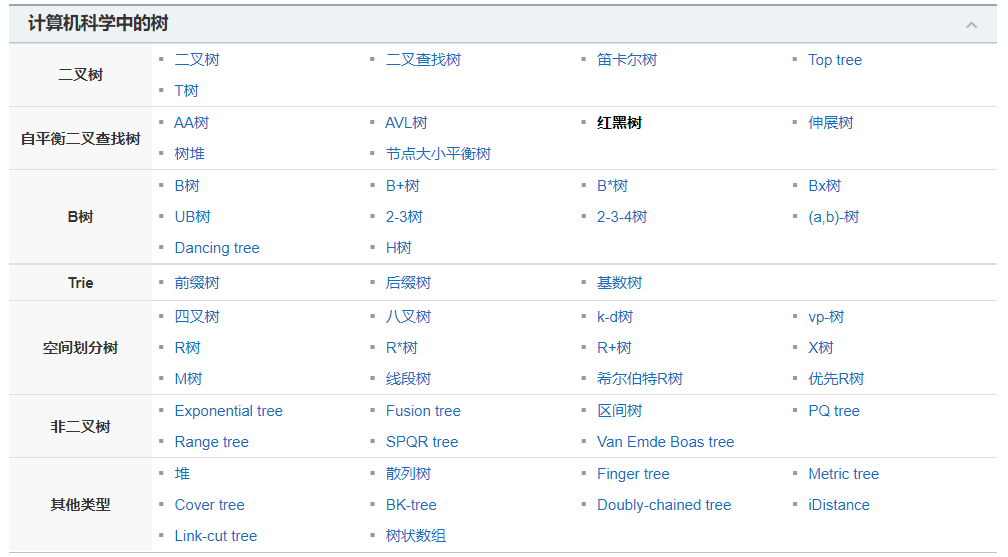 计算机科学中的树
二叉树
二叉树 二叉查找树 笛卡尔树 Top tree
T树
自平衡二叉查找树
AA树 AVL树 红黑树 伸展树
树堆 节点大小平衡树
B树
B树 B+树 B*树 Bx树
UB树 2-3树 2-3-4树 (a,b)-树
Dancing tree H树
Trie
前缀树 后缀树 基数树
空间划分树
四叉树 八叉树 k-d树 vp-树
R树 R*树 R+树 X树
M树 线段树 希尔伯特R树 优先R树
非二叉树
Exponential tree Fusion tree 区间树 PQ tree
Range tree SPQR tree Van Emde Boas tree
其他类型
堆 散列树 Finger tree Metric tree
Cover tree BK-tree Doubly-chained tree iDistance
Link-cut tree 树状数组